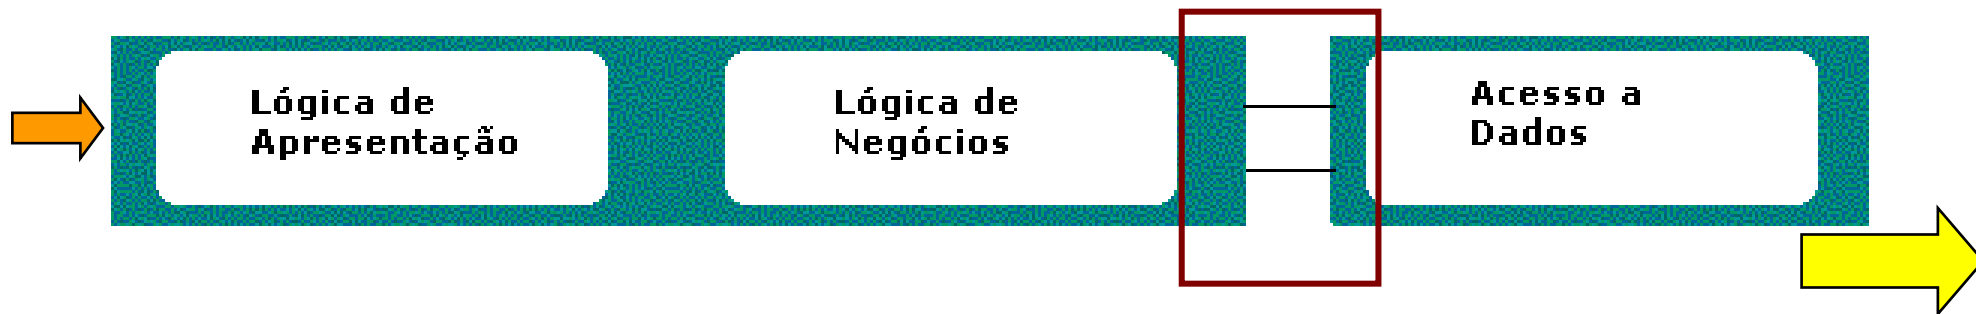 Lógica de
Apresentação
Lógica de
Negócios
Acesso a
Dados